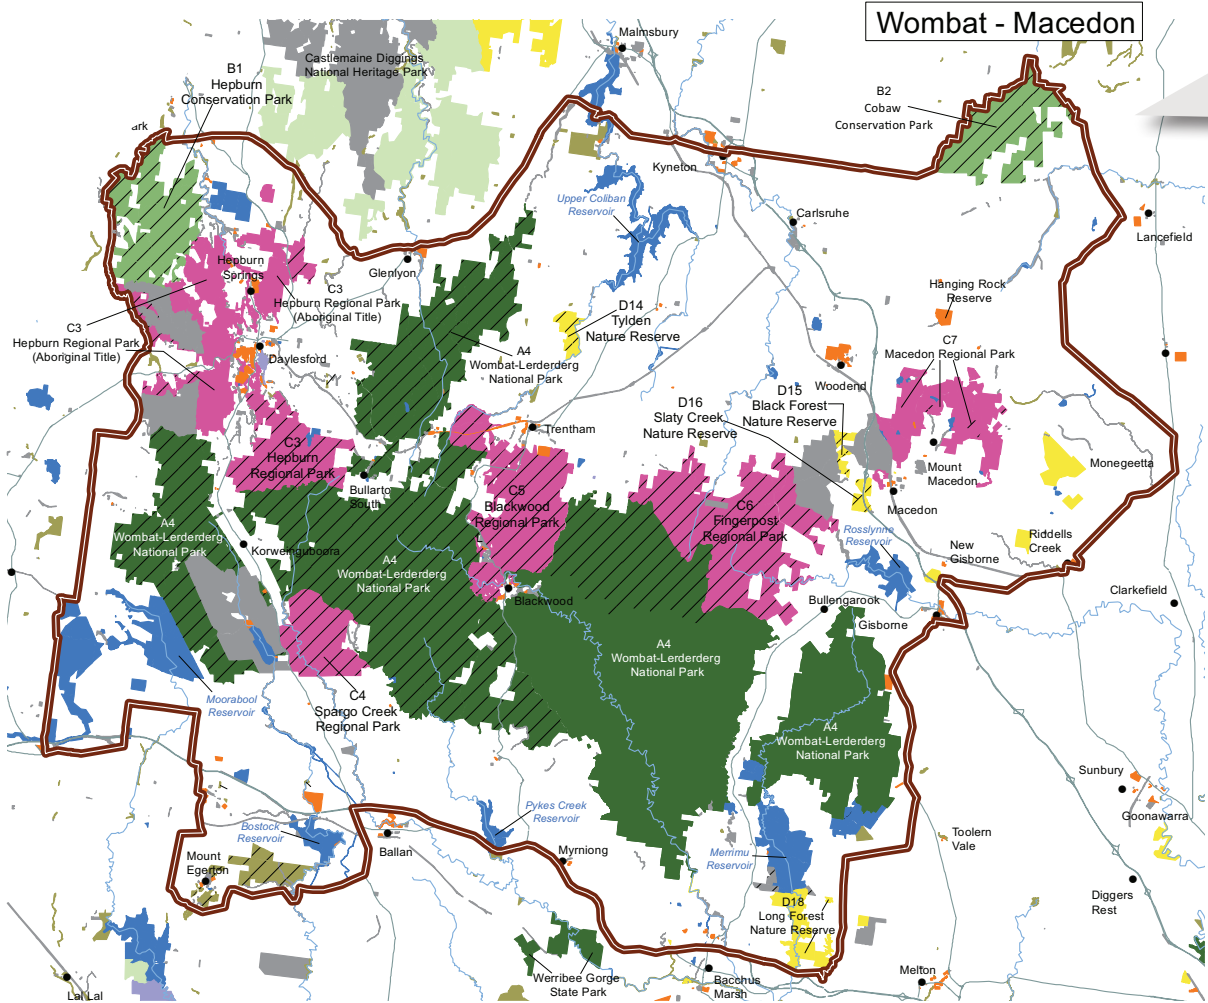 Wombat - Macedon
Malmsbury
Castlemaine Diggings
National Heritage Park
B1
Hepburn
Conservation Park
B2
Cobaw
Conservation Park
ark
Kyneton
Upper Coliban
Reservoir
Carlsruhe
Lancefield
Glenlyon
Hepburn
Springs
C3
Hepburn Regional Park
(Aboriginal Title)
Hanging Rock
Reserve
D14
Tylden
Nature Reserve
C3
Hepburn Regional Park
(Aboriginal Title)
C7
Macedon Regional Park
Daylesford
A4
Wombat-Lerderderg
National Park
Woodend
D15
Black Forest
Nature Reserve
D16
Slaty Creek
Nature Reserve
Trentham
C3
Hepburn
Regional Park
Mount
Macedon
Monegeetta
Bullarto
South
C5
Blackwood
Regional Park
C6
Fingerpost
Regional Park
Macedon
A4
Wombat-Lerderderg
National Park
Rosslynne
Reservoir
Riddells
Creek
New
Gisborne
Korweinguboora
A4
Wombat-Lerderderg
National Park
Blackwood
Bullengarook
Clarkefield
Gisborne
A4
Wombat-Lerderderg
National Park
Moorabool
Reservoir
C4
Spargo Creek
Regional Park
A4
Wombat-Lerderderg
National Park
Sunbury
Goonawarra
Pykes Creek
Reservoir
Bostock
Reservoir
Toolern
Vale
Ballan
Myrniong
Merrimu
Reservoir
Mount
Egerton
Diggers
Rest
D18
Long Forest
Nature Reserve
Werribee Gorge
State Park
Bacchus
Marsh
Melton
Lal Lal